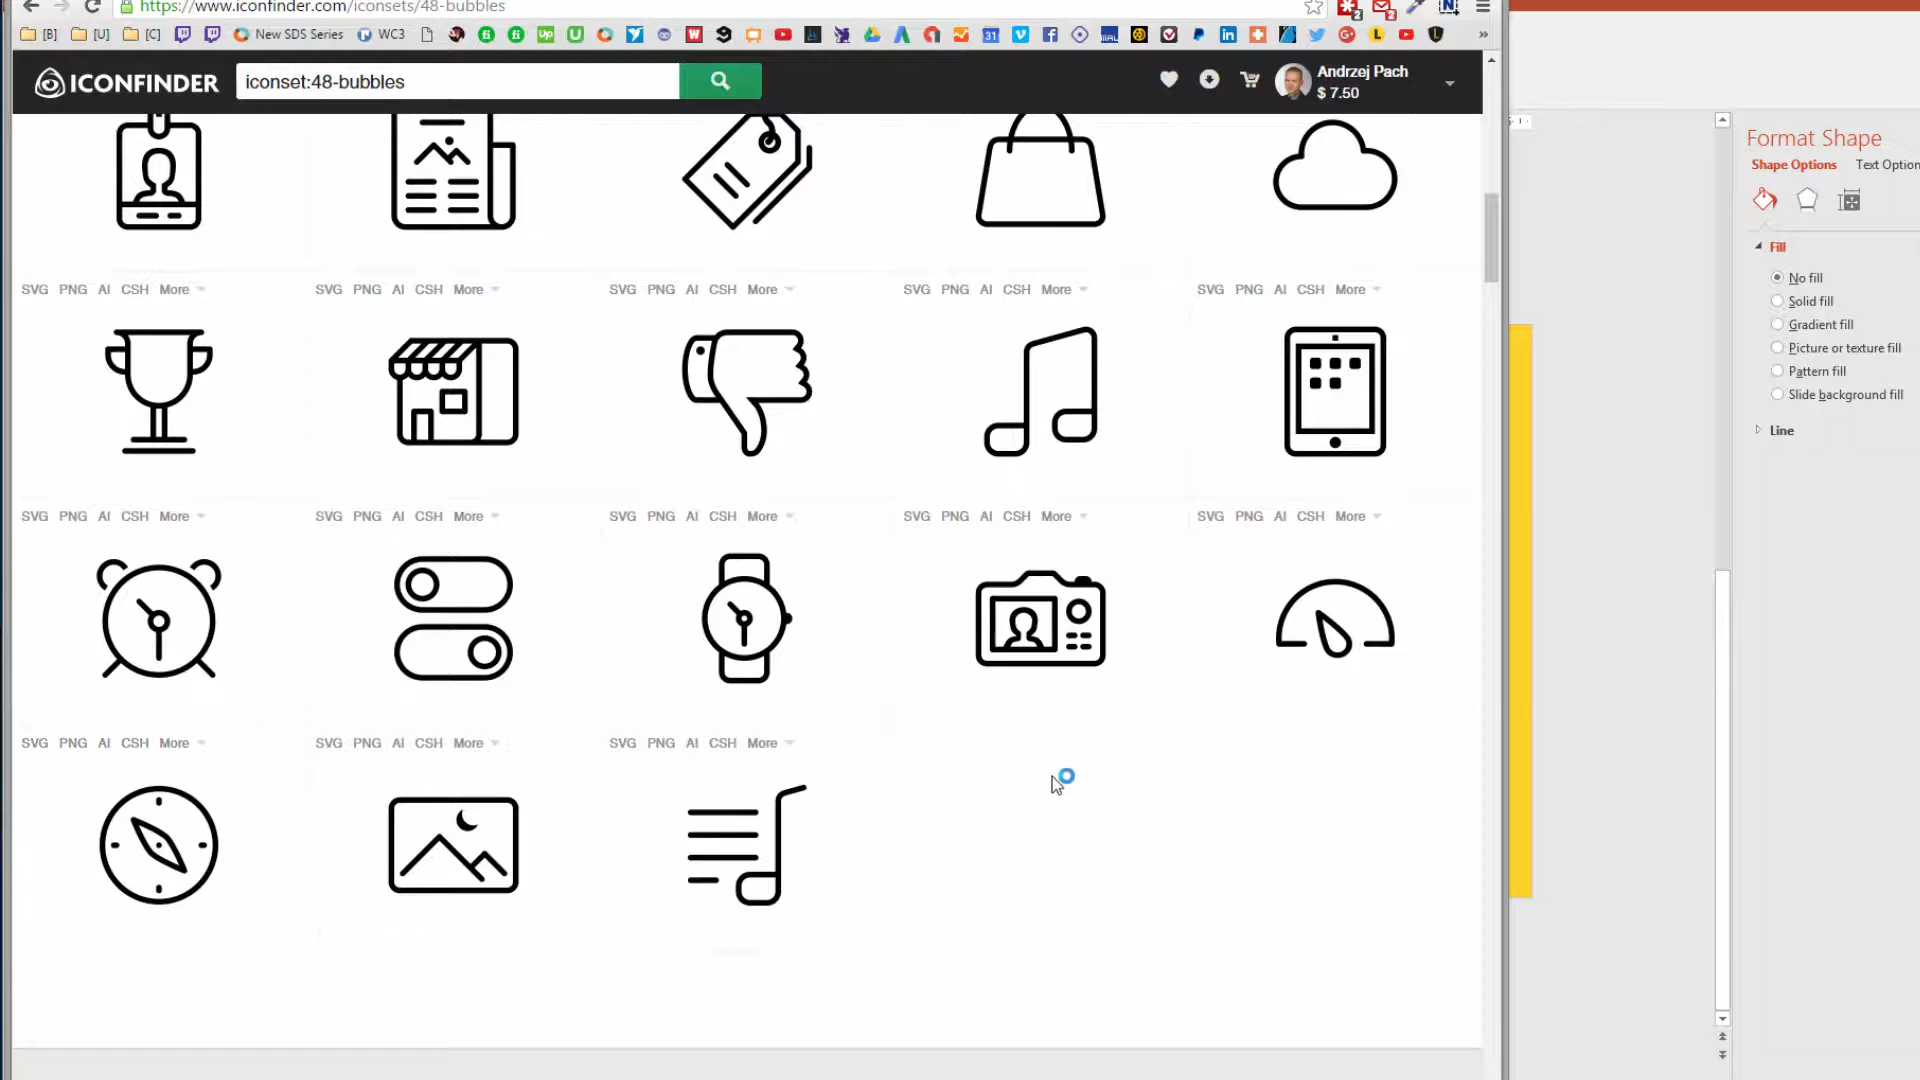 https://www.iconfinder.com/iconsets/48-bubbles
2
2
N
[B]
[U]
[C]
New SDS Series
WC3
Up
U
W
31
»
ICONFINDER
iconset:48-bubbles
Andrzej Pach
$ 7.50
SVG PNG AI CSH More
SVG PNG AI CSH More
SVG PNG AI CSH More
SVG PNG AI CSH More
SVG PNG AI CSH More
SVG PNG AI CSH More
SVG PNG AI CSH More
SVG PNG AI CSH More
SVG PNG AI CSH More
SVG PNG AI CSH More
SVG PNG AI CSH More
SVG PNG AI CSH More
SVG PNG AI CSH More
Format Shape
Shape Options
Text Option
Fill
No fill
Solid fill
Gradient fill
Picture or texture fill
Pattern fill
Slide background fill
Line